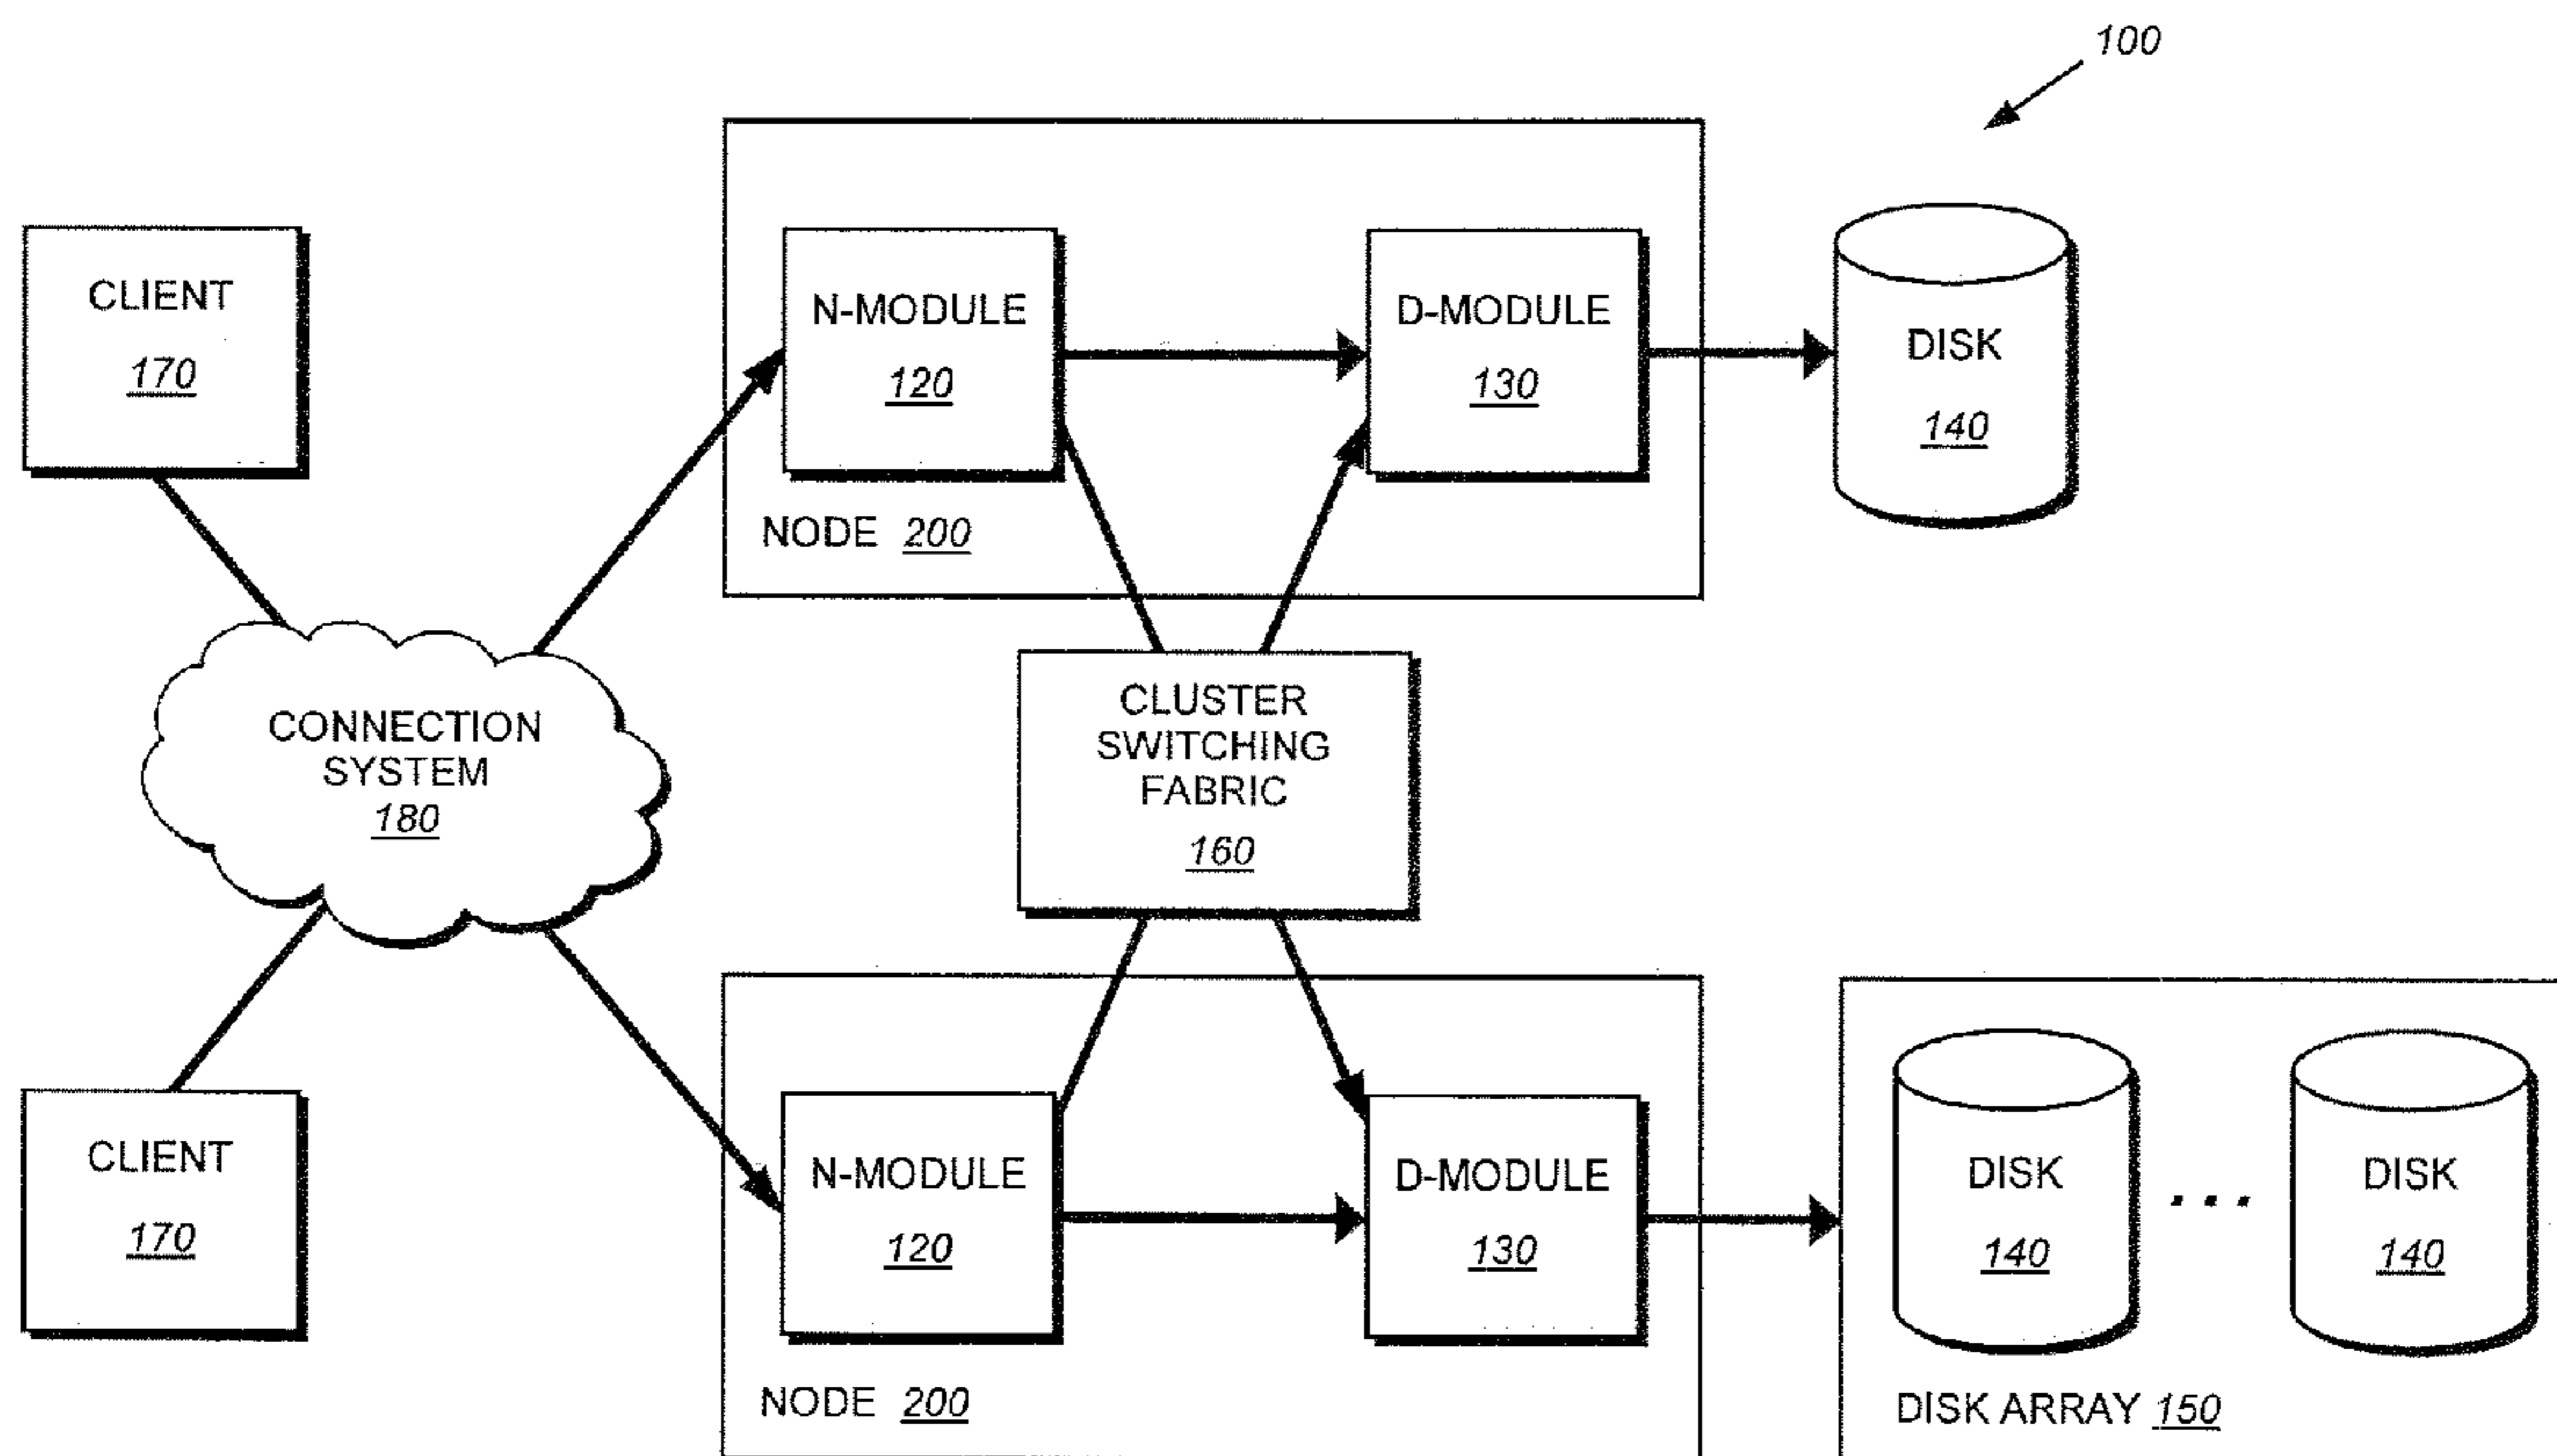 100
CLIENT
170
N-MODULE
120
D-MODULE
130
DISK
140
NODE 200
CONNECTION
SYSTEM
180
CLUSTER
SWITCHING
FABRIC
160
CLIENT
170
N-MODULE
120
D-MODULE
130
DISK
140
...
DISK
140
NODE 200
DISK ARRAY 150